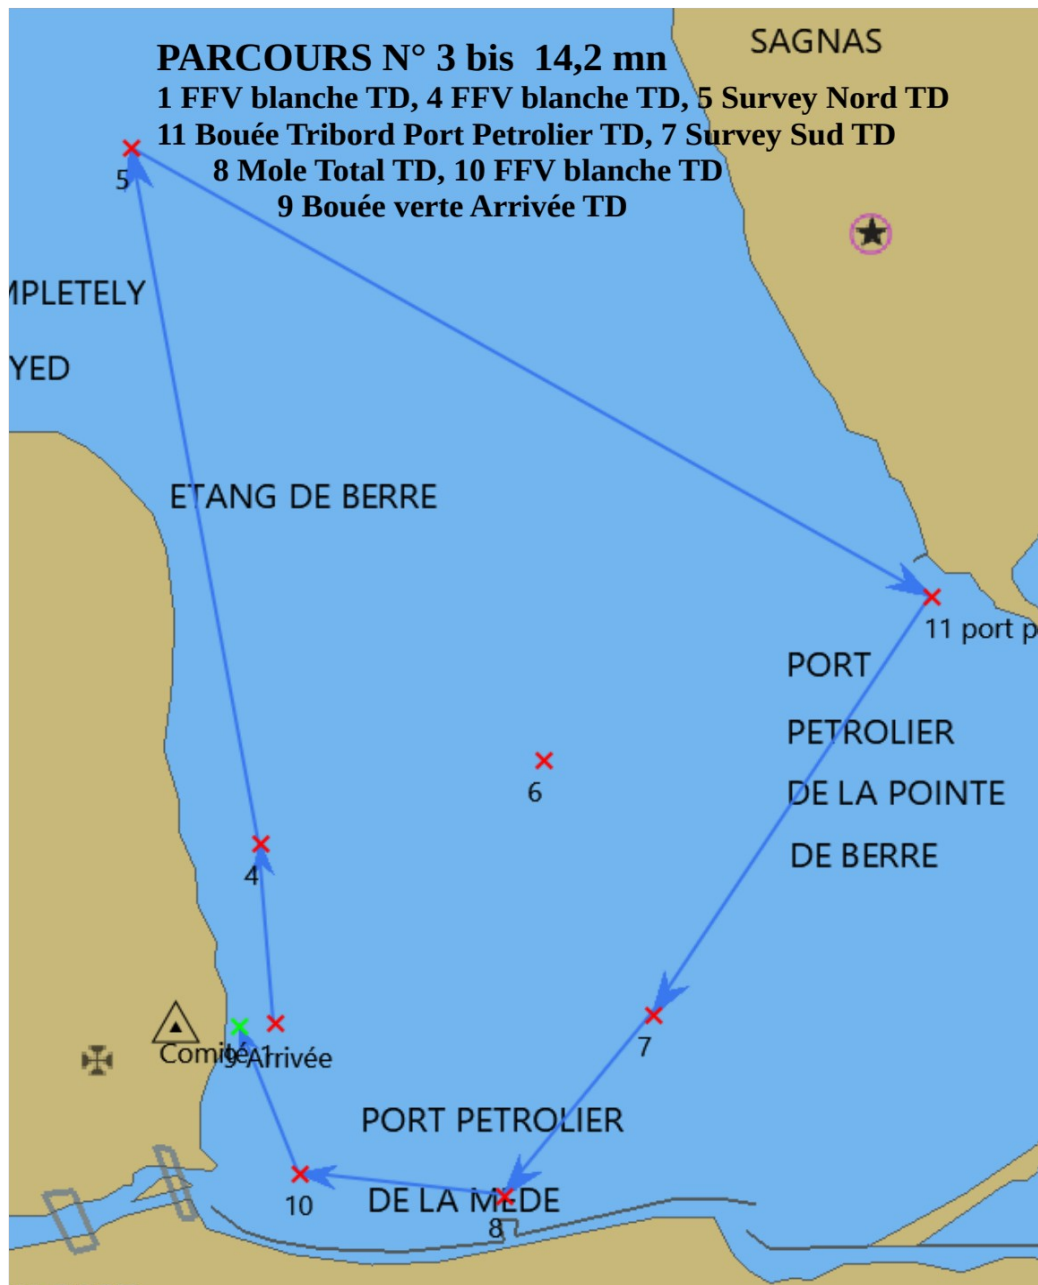 SAGNAS
PARCOURS N° 3 bis 14,2 mn
1 FFV blanche TD, 4 FFV blanche TD, 5 Survey Nord TD
11 Bouée Tribord Port Petrolier TD, 7 Survey Sud TD
8 Mole Total TD, 10 FFV blanche TD
9 Bouée verte Arrivée TD
5
MPLETELY
YED
ETANG DE BERRE
11 port p
PORT
PETROLIER
DE LA POINTE
DE BERRE
6
4
7
Comité 1
9 Arrivée
PORT PETROLIER
DE LA MEDE
10
8